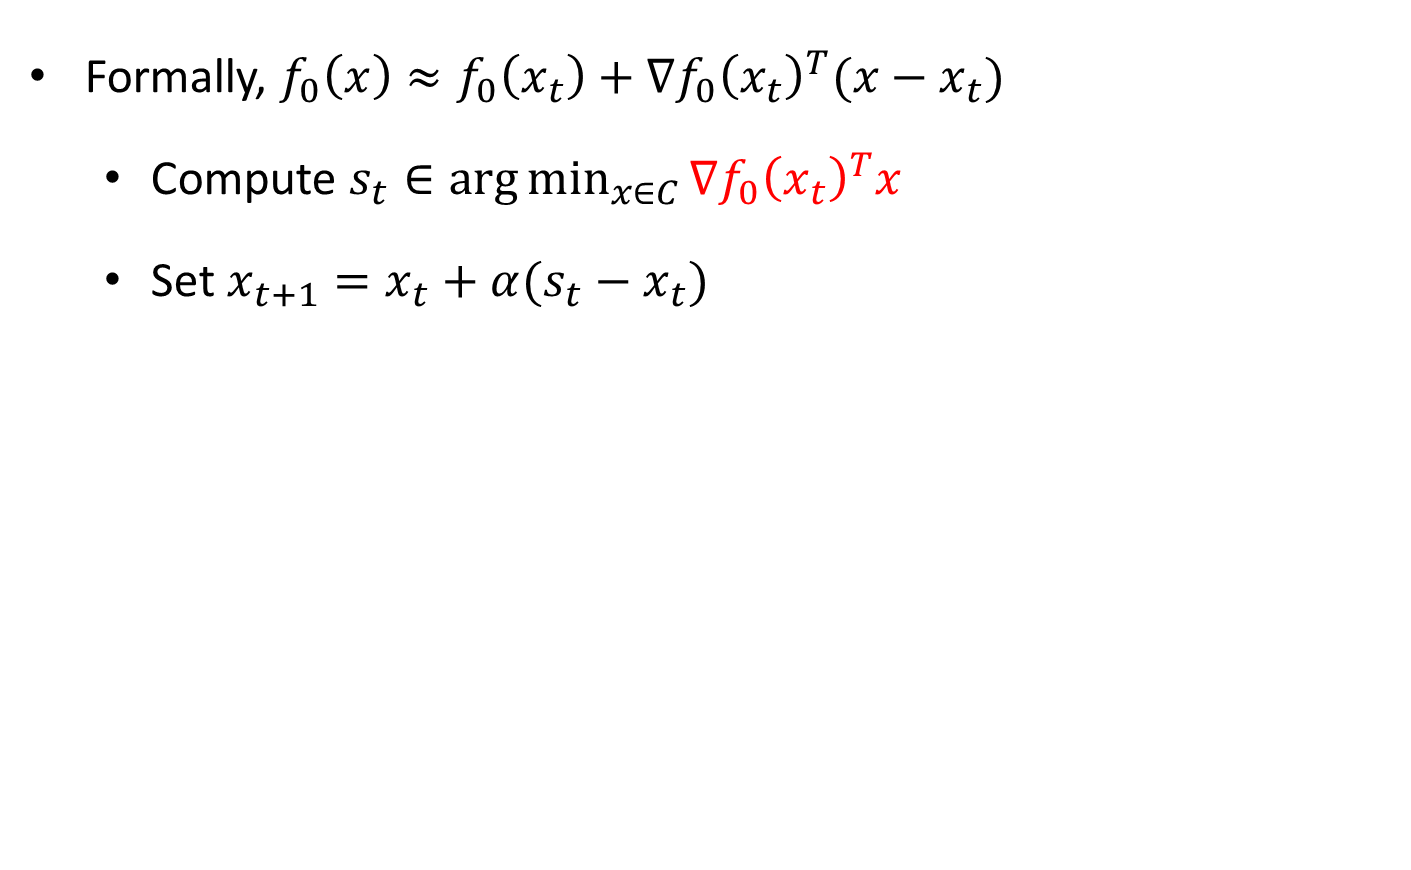 • Formally, 𝑓₀(𝑥) ≈ 𝑓₀(𝑥ₜ) + ∇𝑓₀(𝑥ₜ)ᵀ(𝑥 − 𝑥ₜ)
• Compute 𝑠ₜ ∈ arg min_{𝑥∈𝐶} ∇𝑓₀(𝑥ₜ)ᵀ𝑥
• Set 𝑥ₜ₊₁ = 𝑥ₜ + 𝛼(𝑠ₜ − 𝑥ₜ)